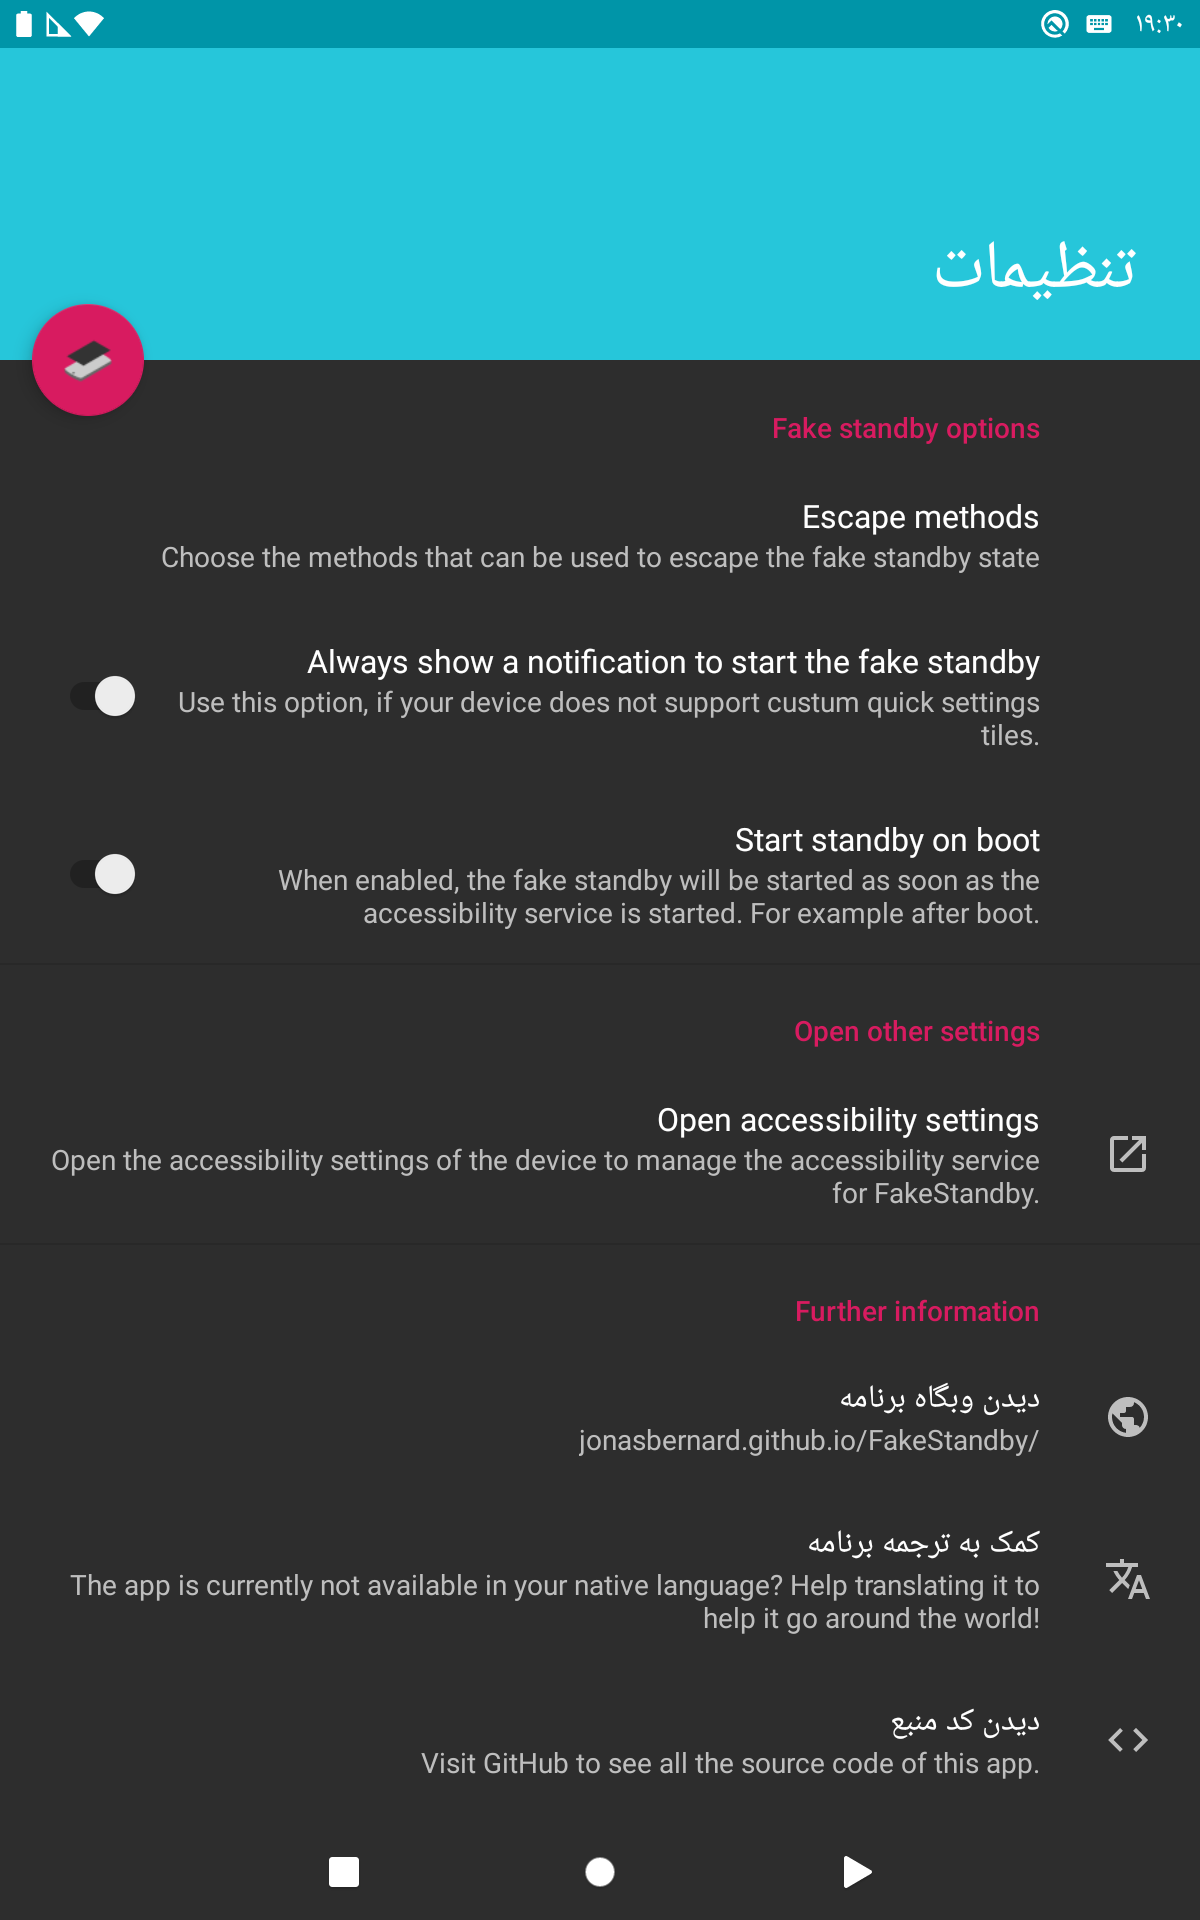 ۱۹:۳۰
تنظیمات
Fake standby options
Escape methods
Choose the methods that can be used to escape the fake standby state
Always show a notification to start the fake standby
Use this option, if your device does not support custum quick settings
tiles.
Start standby on boot
When enabled, the fake standby will be started as soon as the
accessibility service is started. For example after boot.
Open other settings
Open accessibility settings
Open the accessibility settings of the device to manage the accessibility service
for FakeStandby.
Further information
دیدن وبگاه برنامه
jonasbernard.github.io/FakeStandby/
کمک به ترجمه برنامه
The app is currently not available in your native language? Help translating it to
help it go around the world!
دیدن کد منبع
Visit GitHub to see all the source code of this app.